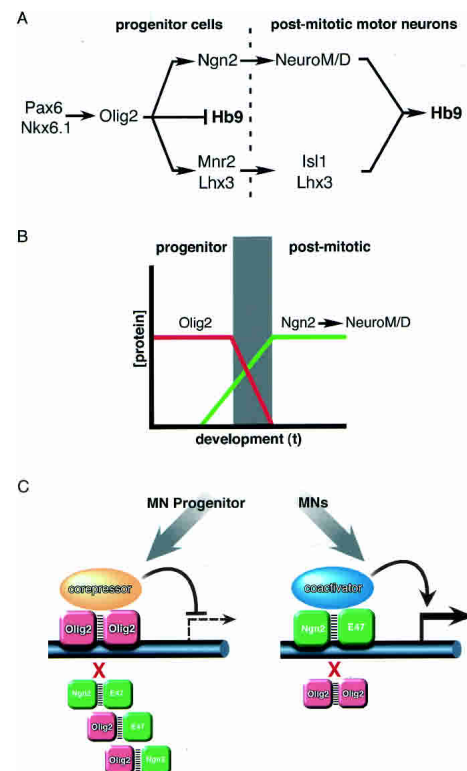 A
progenitor cells
post-mitotic motor neurons
Ngn2
NeuroM/D
Pax6
Nkx6.1
Olig2
Hb9
Hb9
Mnr2
Lhx3
Isl1
Lhx3
B
progenitor
post-mitotic
Olig2
Ngn2
NeuroM/D
[protein]
development (t)
C
MN Progenitor
MNs
corepressor
coactivator
Olig2
Olig2
Ngn2
E47
X
X
Ngn2
E47
Olig2
Olig2
Olig2
E47
Olig2
Ngn2